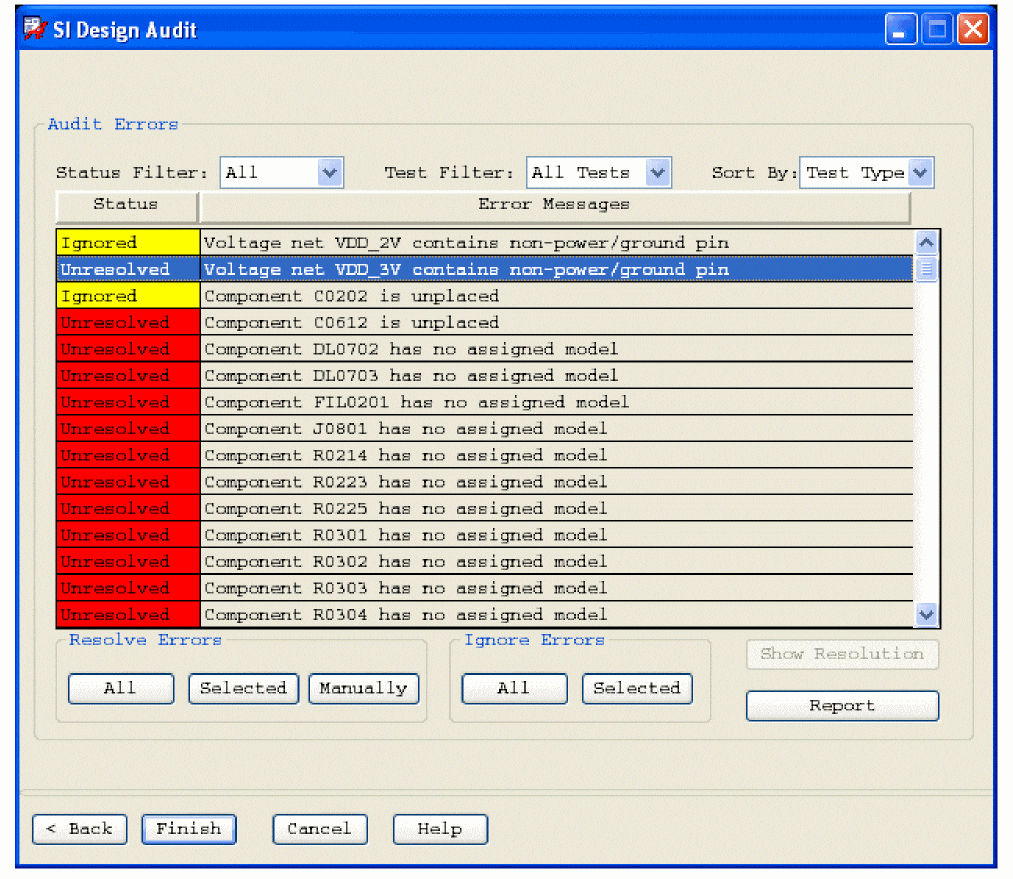 SI Design Audit
Audit Errors
Status Filter: All Test Filter: All Tests Sort By: Test Type
Status Error Messages
Ignored Voltage net VDD_2V contains non-power/ground pin
Unresolved Voltage net VDD_3V contains non-power/ground pin
Ignored Component C0202 is unplaced
Unresolved Component C0612 is unplaced
Unresolved Component DL0702 has no assigned model
Unresolved Component DL0703 has no assigned model
Unresolved Component FIL0201 has no assigned model
Unresolved Component J0801 has no assigned model
Unresolved Component R0214 has no assigned model
Unresolved Component R0223 has no assigned model
Unresolved Component R0225 has no assigned model
Unresolved Component R0301 has no assigned model
Unresolved Component R0302 has no assigned model
Unresolved Component R0303 has no assigned model
Unresolved Component R0304 has no assigned model
Resolve Errors Ignore Errors
Show Resolution
All Selected Manually All Selected
Report
< Back Finish Cancel Help